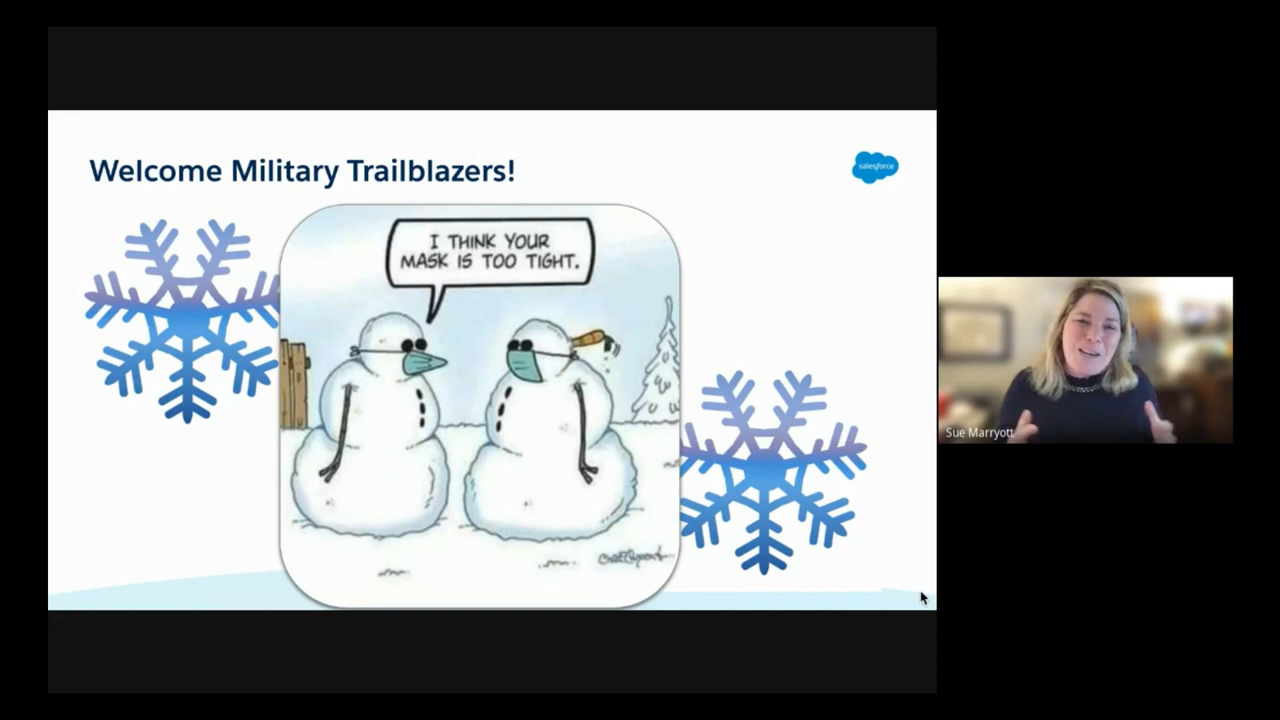 Welcome Military Trailblazers!
salesforce
I THINK YOUR
MASK IS TOO TIGHT.
Sue Marryott